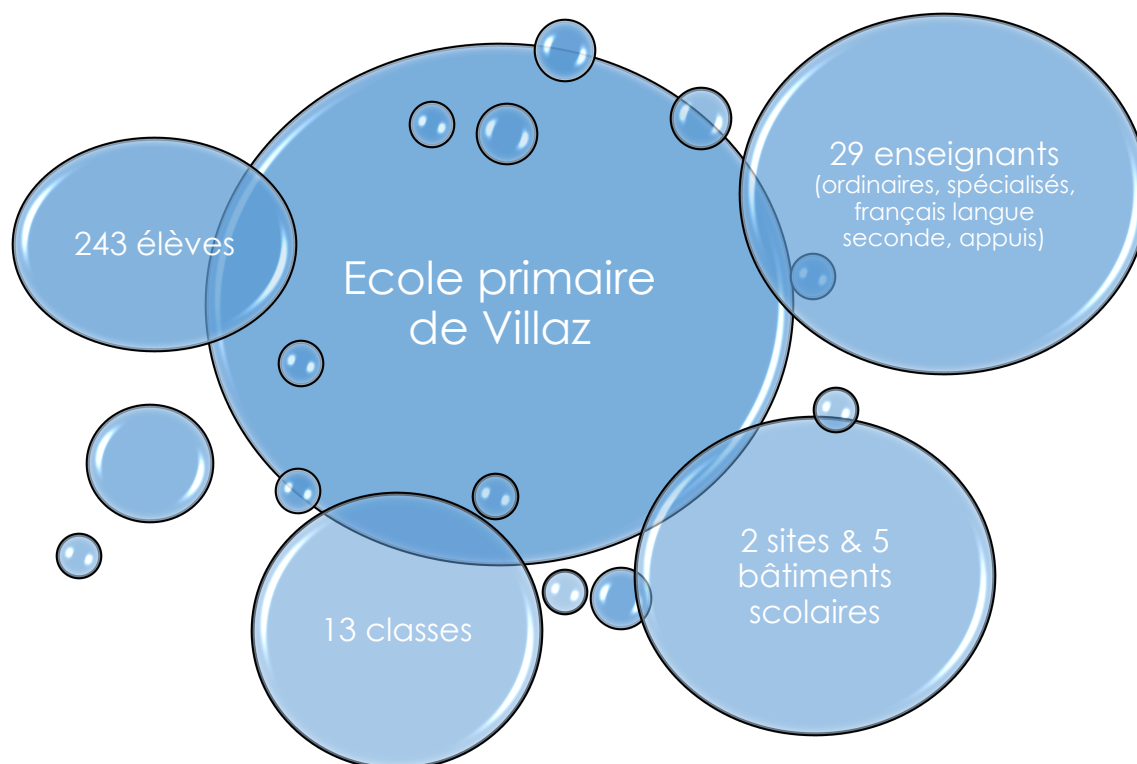 Ecole primaire
de Villaz
243 élèves
29 enseignants
(ordinaires, spécialisés,
français langue
seconde, appuis)
2 sites & 5
bâtiments
scolaires
13 classes